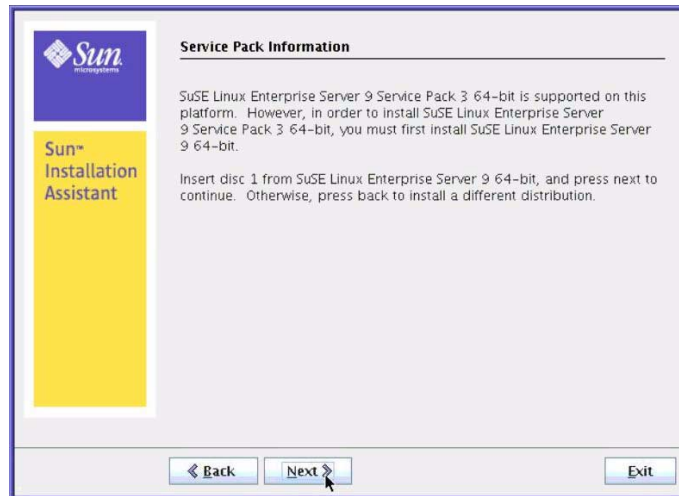 Sun
microsystems
Sun™
Installation
Assistant
Service Pack Information
SuSE Linux Enterprise Server 9 Service Pack 3 64-bit is supported on this
platform. However, in order to install SuSE Linux Enterprise Server
9 Service Pack 3 64-bit, you must first install SuSE Linux Enterprise Server
9 64-bit.
Insert disc 1 from SuSE Linux Enterprise Server 9 64-bit, and press next to
continue. Otherwise, press back to install a different distribution.
Back
Next
Exit